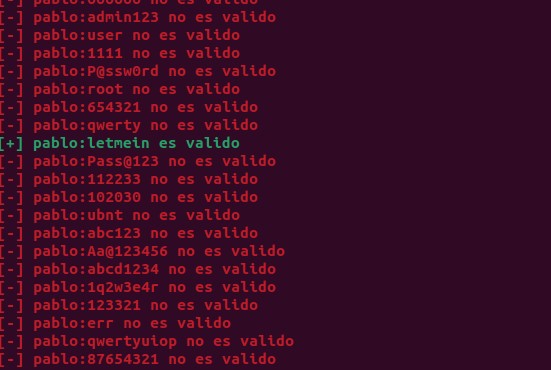 [-] pablo:666666 no es valido
[-] pablo:admin123 no es valido
[-] pablo:user no es valido
[-] pablo:1111 no es valido
[-] pablo:P@ssw0rd no es valido
[-] pablo:root no es valido
[-] pablo:654321 no es valido
[-] pablo:qwerty no es valido
[+] pablo:letmein es valido
[-] pablo:Pass@123 no es valido
[-] pablo:112233 no es valido
[-] pablo:102030 no es valido
[-] pablo:ubnt no es valido
[-] pablo:abc123 no es valido
[-] pablo:Aa@123456 no es valido
[-] pablo:abcd1234 no es valido
[-] pablo:1q2w3e4r no es valido
[-] pablo:123321 no es valido
[-] pablo:err no es valido
[-] pablo:qwertyuiop no es valido
[-] pablo:87654321 no es valido